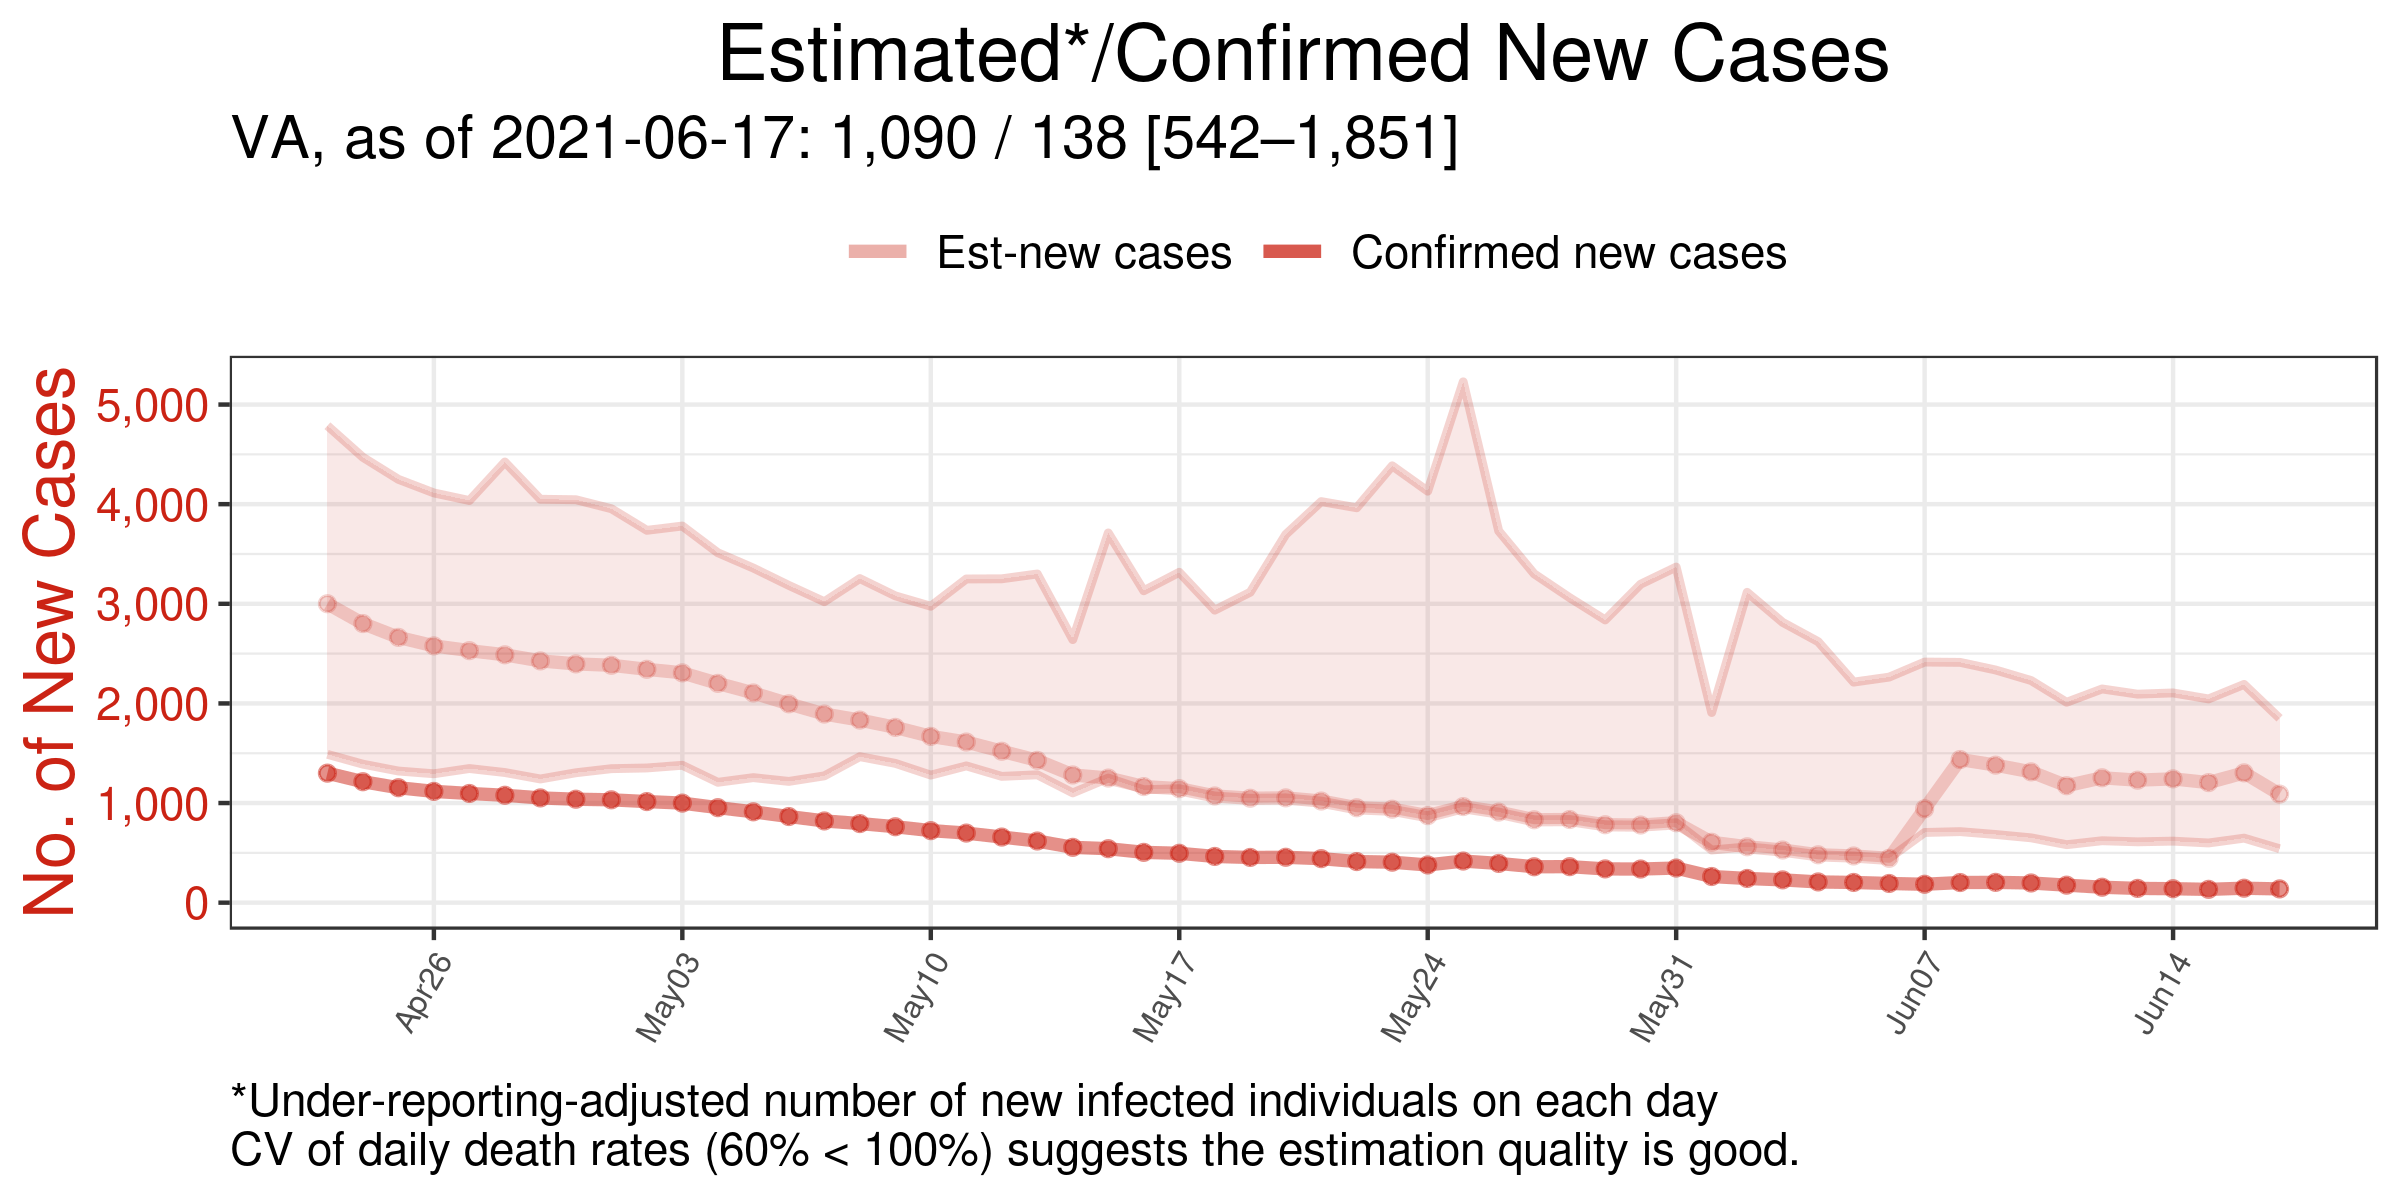 Estimated*/Confirmed New Cases
VA, as of 2021-06-17: 1,090 / 138 [542–1,851]
Est-new cases
Confirmed new cases
No. of New Cases
5,000
4,000
3,000
2,000
1,000
0
Apr26
May03
May10
May17
May24
May31
Jun07
Jun14
*Under-reporting-adjusted number of new infected individuals on each day
CV of daily death rates (60% < 100%) suggests the estimation quality is good.